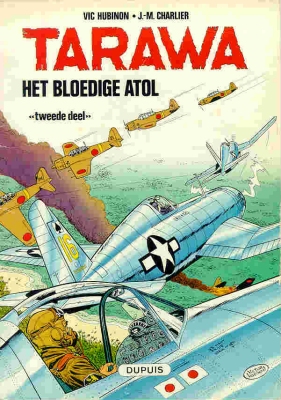 VIC HUBINON • J.-M. CHARLIER
TARAWA
HET BLOEDIGE ATOL
«tweede deel»
DUPUIS